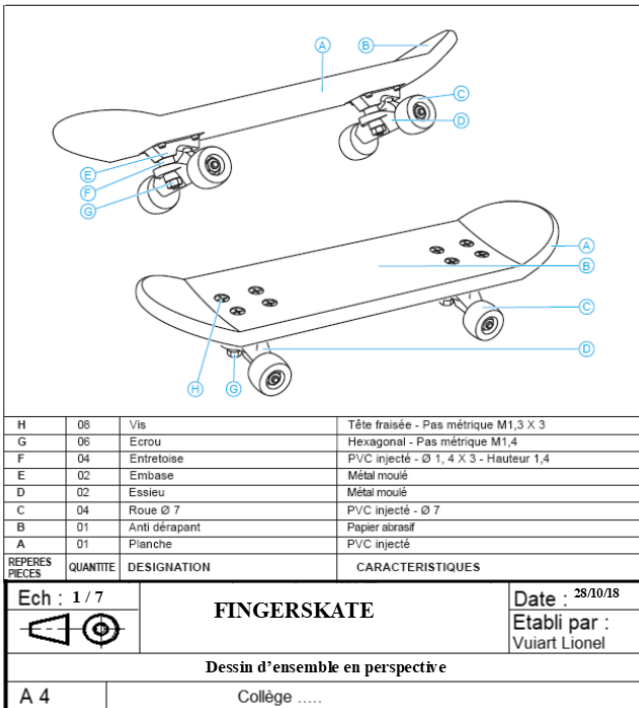 B
A
C
D
E
F
G
A
B
C
D
H
G
H 08 Vis Tête fraisée - Pas métrique M1,3 X 3
G 06 Ecrou Hexagonal - Pas métrique M1,4
F 04 Entretoise PVC injecté - Ø 1, 4 X 3 - Hauteur 1,4
E 02 Embase Métal moulé
D 02 Essieu Métal moulé
C 04 Roue Ø 7 PVC injecté - Ø 7
B 01 Anti dérapant Papier abrasif
A 01 Planche PVC injecté
REPERES PIECES QUANTITE DESIGNATION CARACTERISTIQUES
Ech : 1 / 7
FINGERSKATE
Date : 28/10/18
Etabli par :
Vuiart Lionel
Dessin d’ensemble en perspective
A 4
Collège .....